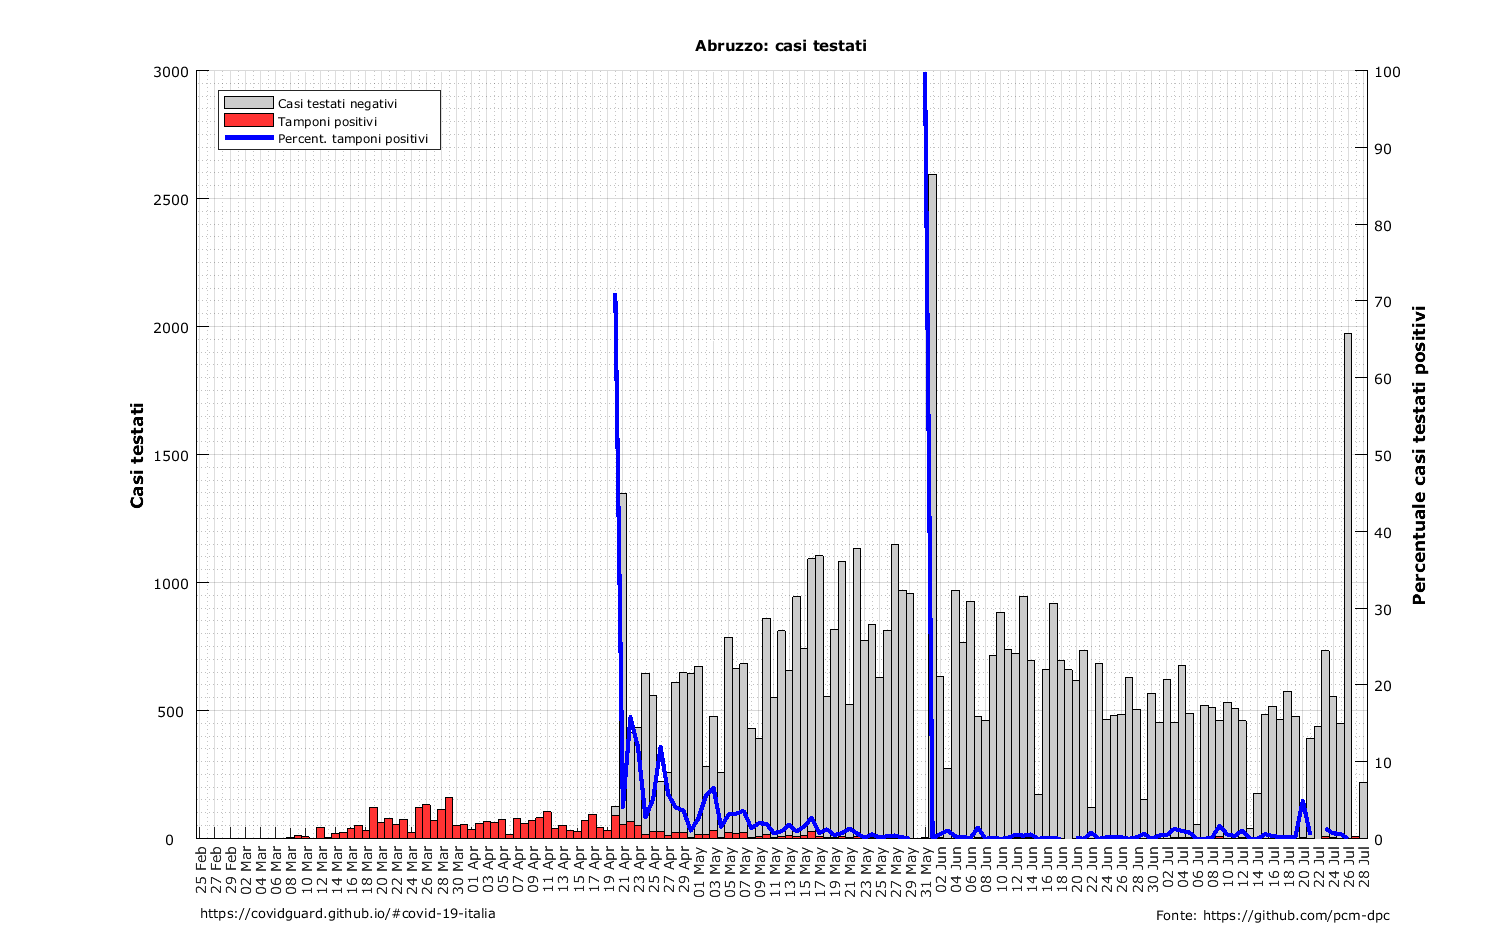 Abruzzo: casi testati
Casi testati negativi
Tamponi positivi
Percent. tamponi positivi
Casi testati
3000
2500
2000
1500
1000
500
0
Percentuale casi testati positivi
100
90
80
70
60
50
40
30
20
10
0
25 Feb
27 Feb
29 Feb
02 Mar
04 Mar
06 Mar
08 Mar
10 Mar
12 Mar
14 Mar
16 Mar
18 Mar
20 Mar
22 Mar
24 Mar
26 Mar
28 Mar
30 Mar
01 Apr
03 Apr
05 Apr
07 Apr
09 Apr
11 Apr
13 Apr
15 Apr
17 Apr
19 Apr
21 Apr
23 Apr
25 Apr
27 Apr
29 Apr
01 May
03 May
05 May
07 May
09 May
11 May
13 May
15 May
17 May
19 May
21 May
23 May
25 May
27 May
29 May
31 May
02 Jun
04 Jun
06 Jun
08 Jun
10 Jun
12 Jun
14 Jun
16 Jun
18 Jun
20 Jun
22 Jun
24 Jun
26 Jun
28 Jun
30 Jun
02 Jul
04 Jul
06 Jul
08 Jul
10 Jul
12 Jul
14 Jul
16 Jul
18 Jul
20 Jul
22 Jul
24 Jul
26 Jul
28 Jul
https://covidguard.github.io/#covid-19-italia
Fonte: https://github.com/pcm-dpc